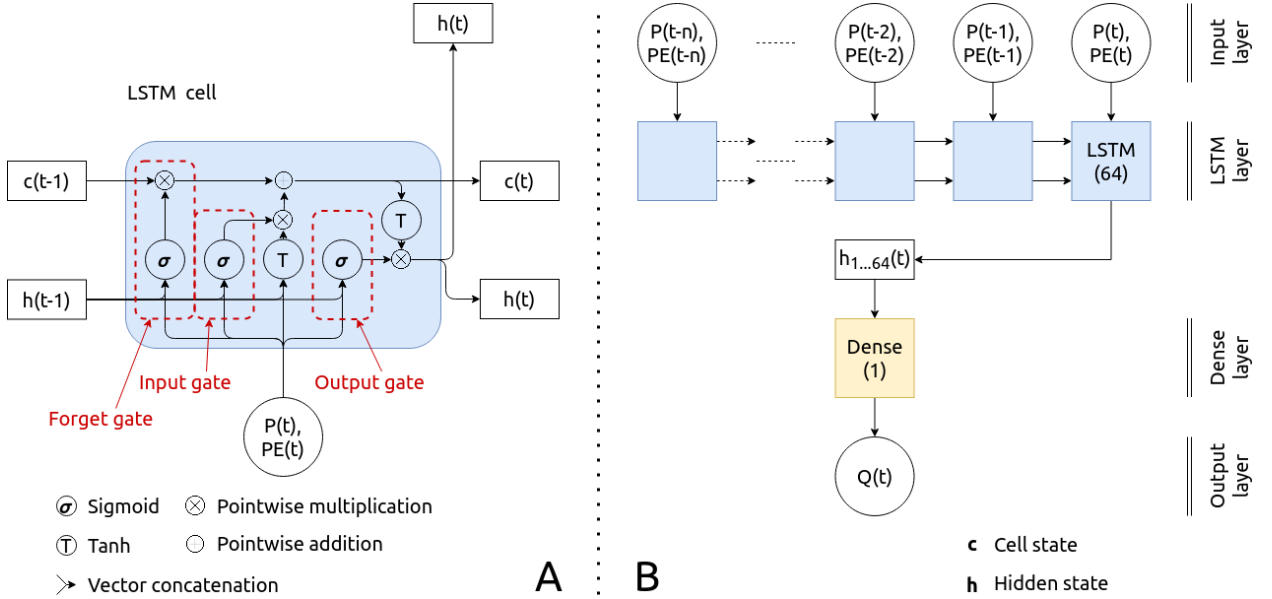 h(t)
LSTM cell
c(t-1)
c(t)
T
σ
σ
T
σ
h(t-1)
h(t)
Input gate
Output gate
Forget gate
P(t),
PE(t)
σ Sigmoid
Pointwise multiplication
T Tanh
Pointwise addition
Vector concatenation
A
P(t-n),
PE(t-n)
P(t-2),
PE(t-2)
P(t-1),
PE(t-1)
P(t),
PE(t)
Input
layer
LSTM
(64)
LSTM
layer
h1...64(t)
Dense
(1)
Dense
layer
Q(t)
Output
layer
c Cell state
h Hidden state
B